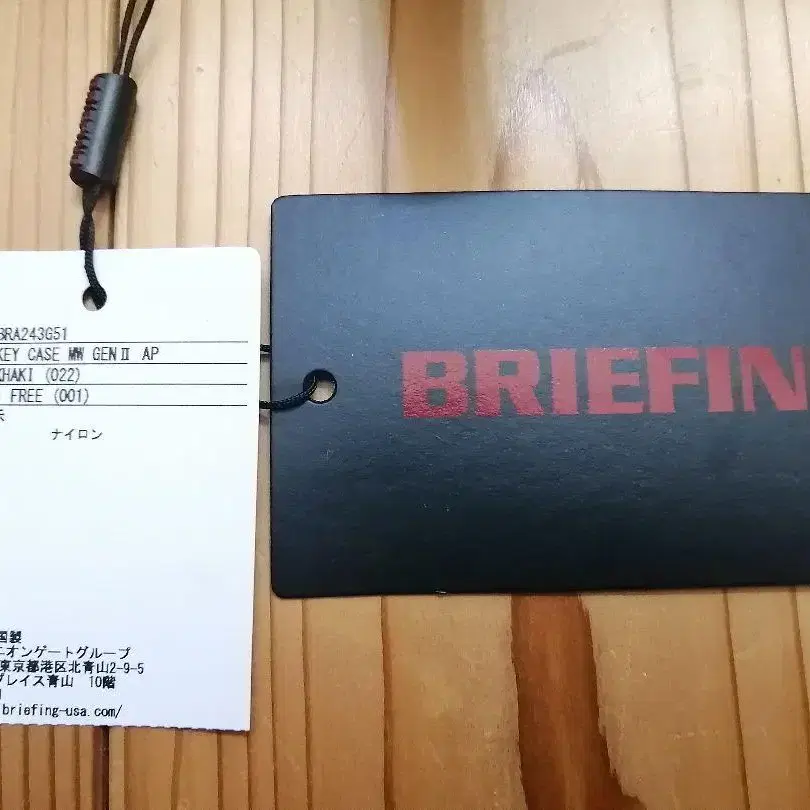 BRA243G51
KEY CASE MW GENⅡ AP
KHAKI (022)
FREE (001)
ナイロン
国製
ニオンゲートグループ
東京都港区北青山2-9-5
プレイス青山 10階
briefing-usa.com/
BRIEFIN